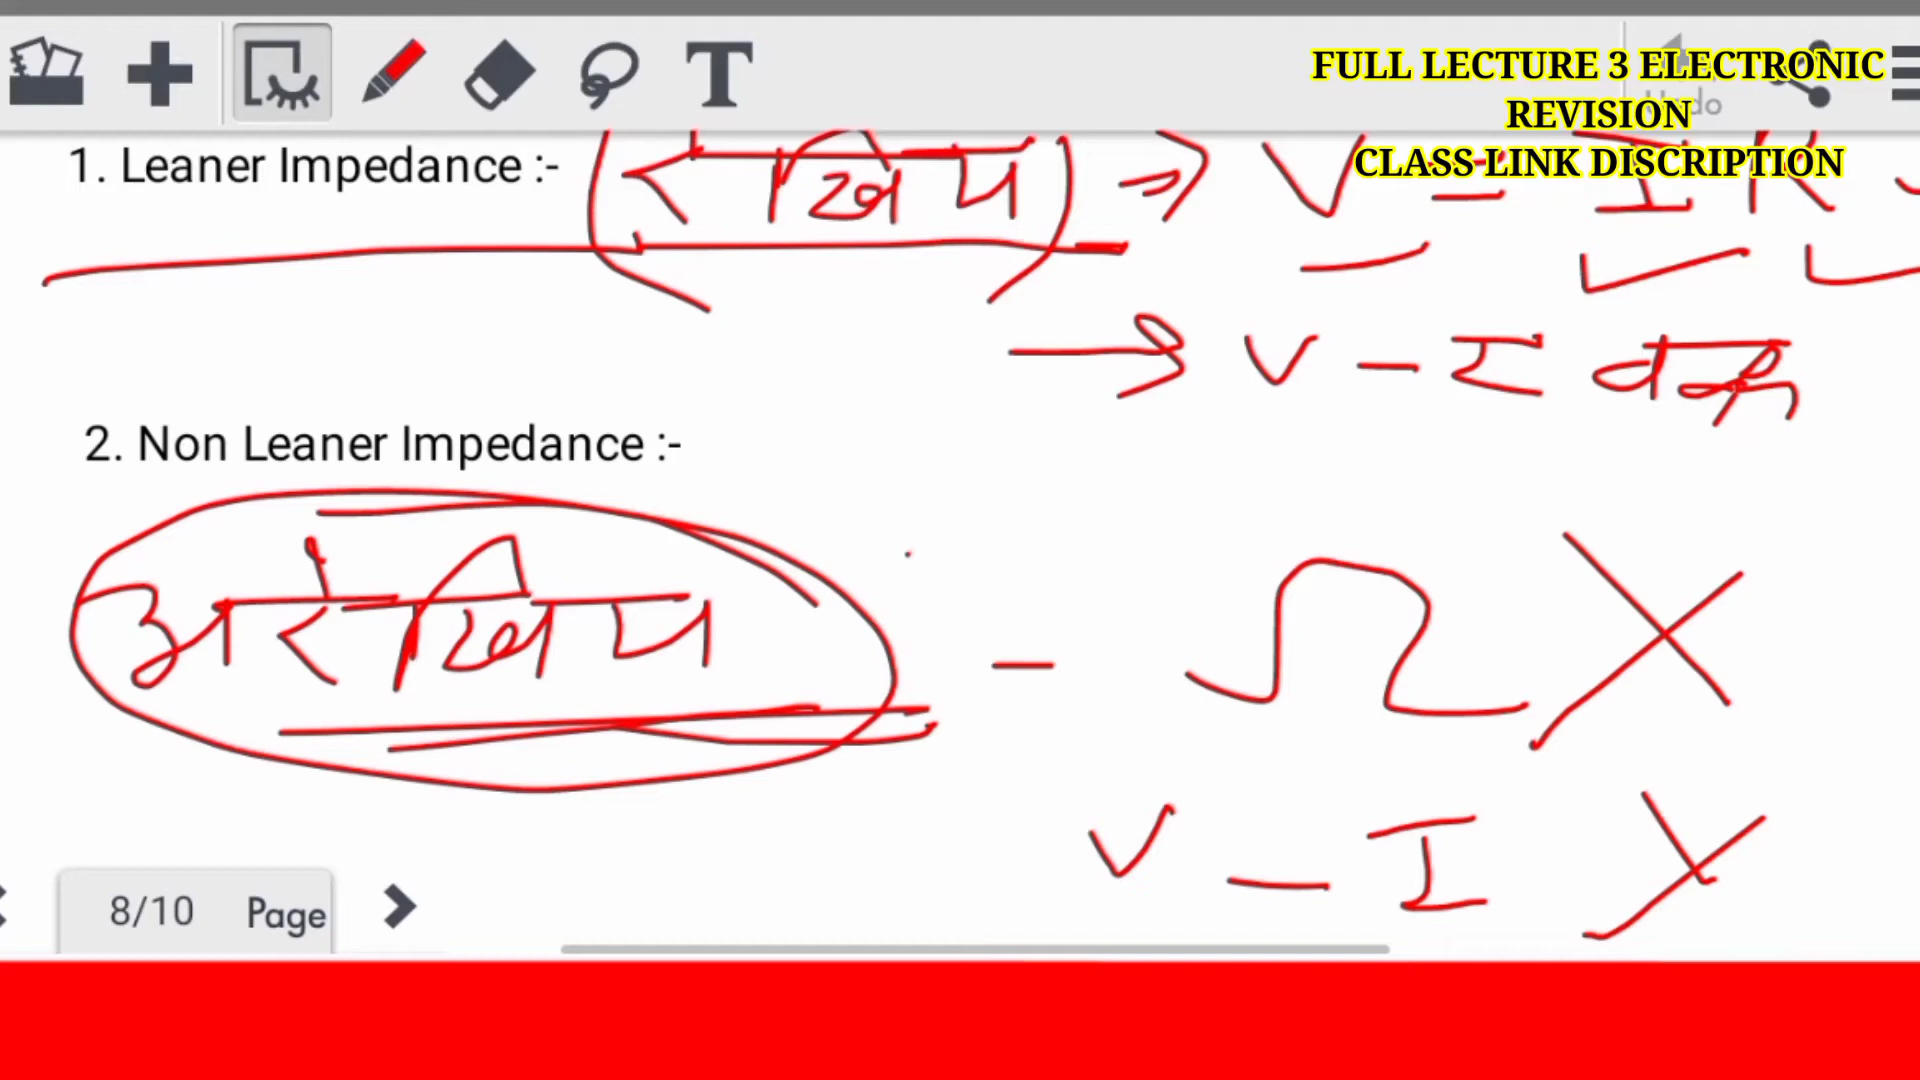 FULL LECTURE 3 ELECTRONIC
REVISION
CLASS LINK DISCRIPTION
1. Leaner Impedance :- (रेखिय) => V = IR
→ V - I वक्र
2. Non Leaner Impedance :-
अरेखिय - Ω X
V - I X
8/10 Page
T